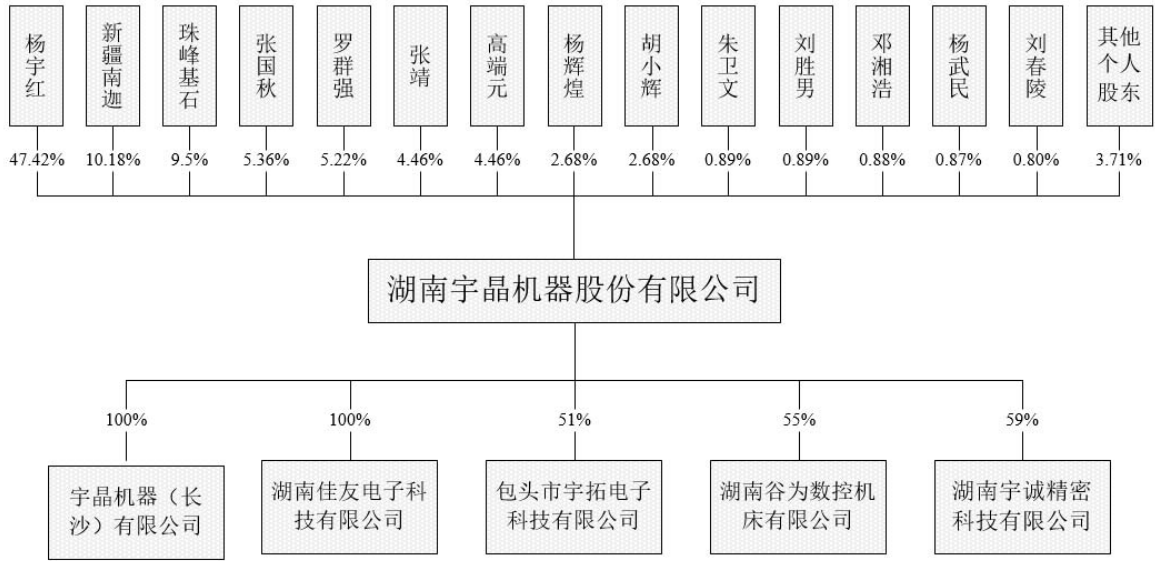 杨宇红
新疆南迦
珠峰基石
张国秋
罗群强
张靖
高端元
杨辉煌
胡小辉
朱卫文
刘胜男
邓湘浩
杨武民
刘春陵
其他
个人
股东
47.42%
10.18%
9.5%
5.36%
5.22%
4.46%
4.46%
2.68%
2.68%
0.89%
0.89%
0.88%
0.87%
0.80%
3.71%
湖南宇晶机器股份有限公司
100%
100%
51%
55%
59%
宇晶机器（长
沙）有限公司
湖南佳友电子科
技有限公司
包头市宇拓电子
科技有限公司
湖南谷为数控机
床有限公司
湖南宇诚精密
科技有限公司